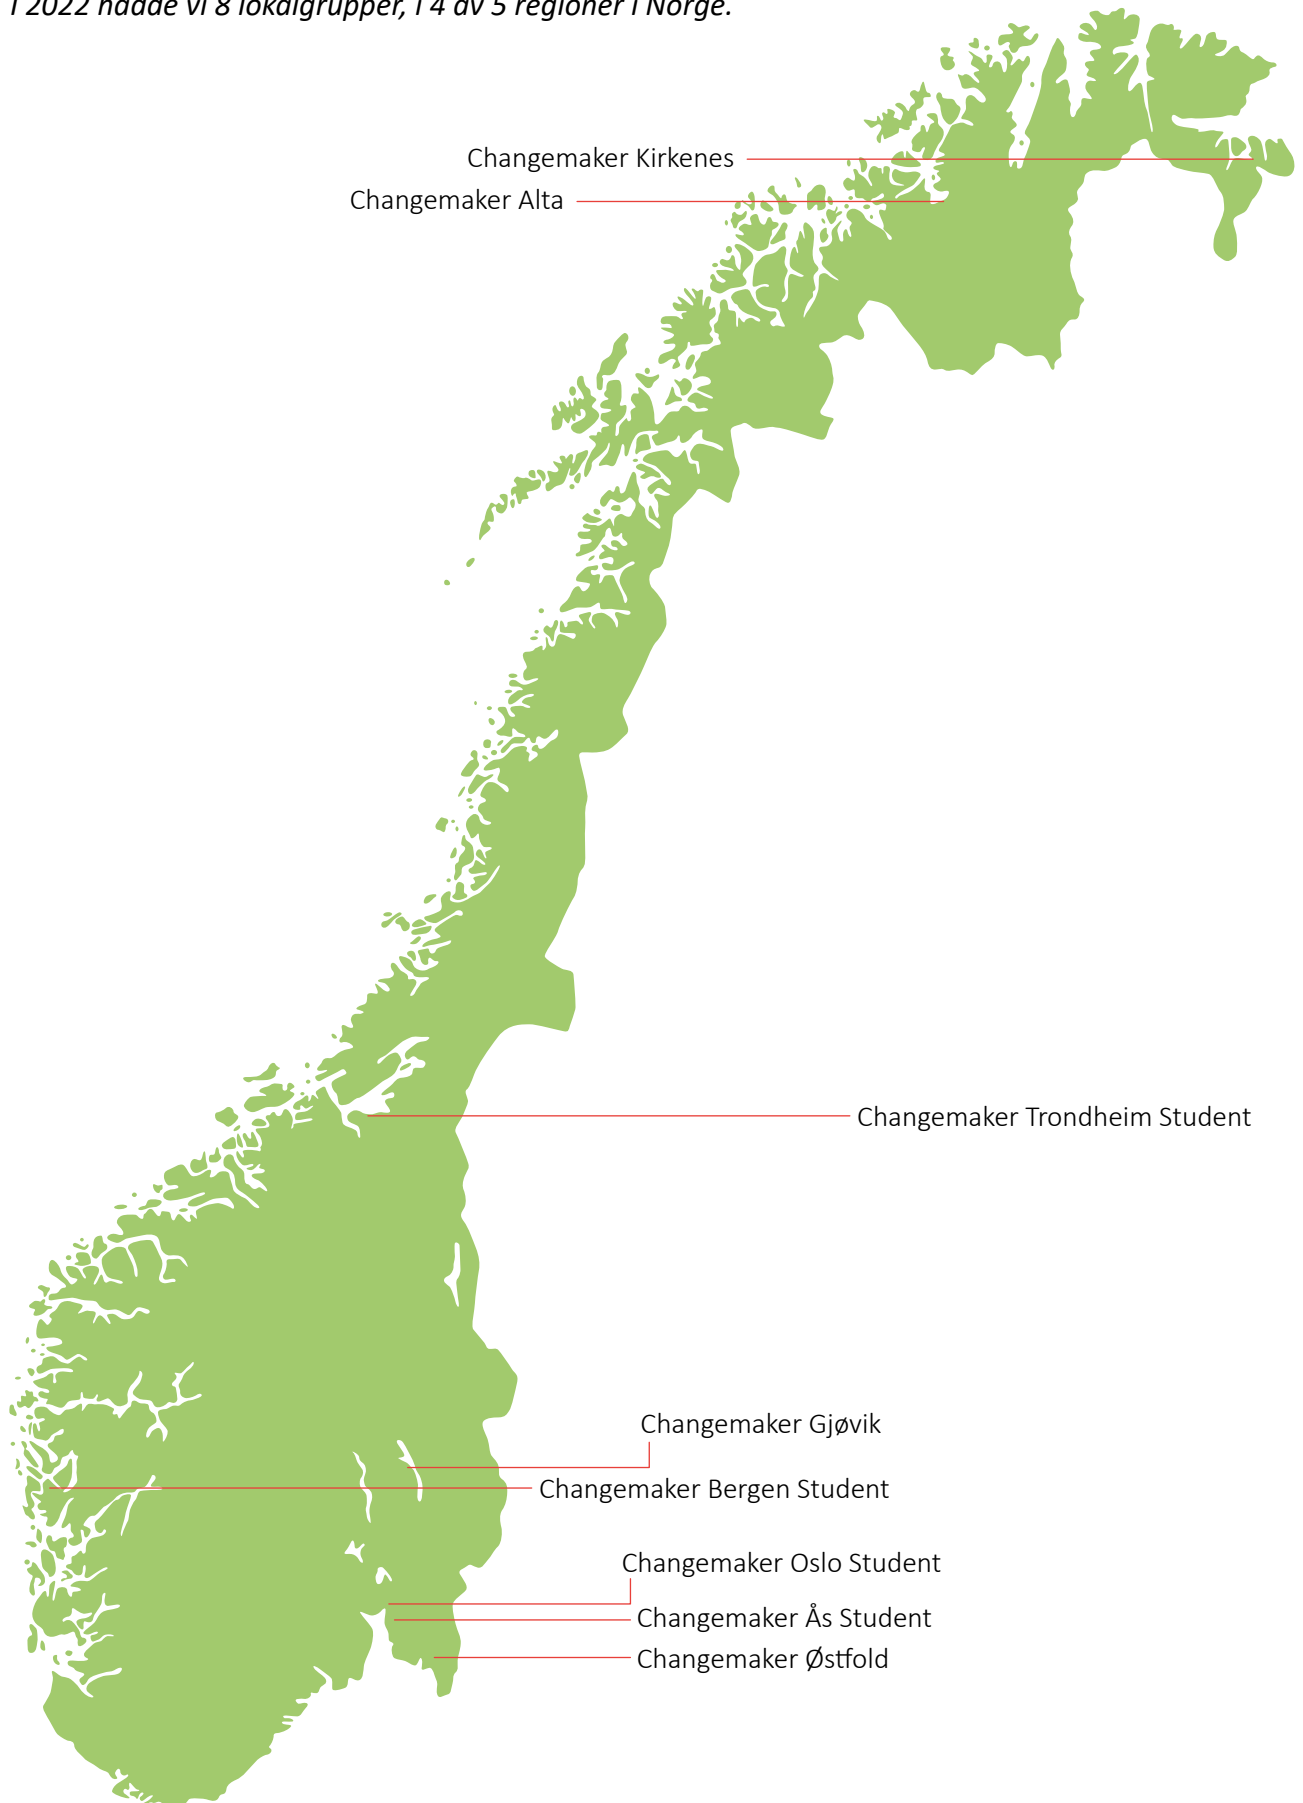 I 2022 hadde vi 8 lokalgrupper, i 4 av 5 regioner i Norge.
Changemaker Kirkenes
Changemaker Alta
Changemaker Trondheim Student
Changemaker Gjøvik
Changemaker Bergen Student
Changemaker Oslo Student
Changemaker Ås Student
Changemaker Østfold